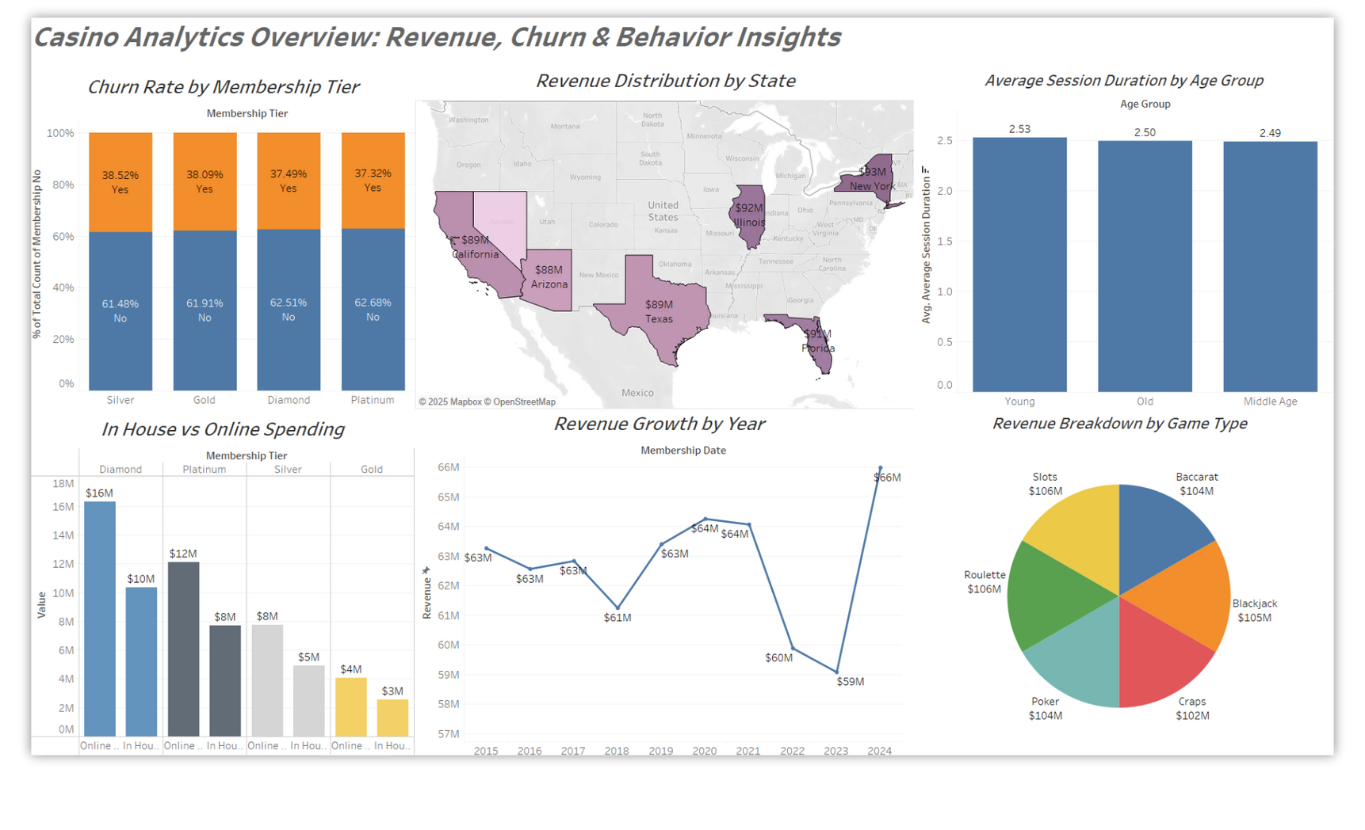 Casino Analytics Overview: Revenue, Churn & Behavior Insights
Churn Rate by Membership Tier
Membership Tier
% of Total Count of Membership No
100%
80%
60%
40%
20%
0%
38.52%
Yes
38.09%
Yes
37.49%
Yes
37.32%
Yes
61.48%
No
61.91%
No
62.51%
No
62.68%
No
Silver
Gold
Diamond
Platinum
Revenue Distribution by State
Washington
Montana
North
Dakota
Minnesota
Oregon
Idaho
Wyoming
South
Dakota
Wisconsin
Michigan
VT
MA
$93M
New York
Iowa
Pennsylvania
Utah
Colorado
United
States
Kansas
Missouri
$92M
Illinois
Ohio
West
Virginia
Virginia
Kentucky
$89M
California
$88M
Arizona
New Mexico
Oklahoma
Arkansas
Tennessee
North
Carolina
Mississippi
Georgia
$89M
Texas
$91M
Florida
Mexico
© 2025 Mapbox © OpenStreetMap
Average Session Duration by Age Group
Age Group
Avg. Average Session Duration
2.5
2.0
1.5
1.0
0.5
0.0
2.53
2.50
2.49
Young
Old
Middle Age
In House vs Online Spending
Membership Tier
Diamond
Platinum
Silver
Gold
Value
18M
16M
14M
12M
10M
8M
6M
4M
2M
0M
$16M
$10M
$12M
$8M
$8M
$5M
$4M
$3M
Online ..
In Hou..
Online ..
In Hou..
Online ..
In Hou..
Online ..
In Hou..
Revenue Growth by Year
Membership Date
Revenue
66M
65M
64M
63M
62M
61M
60M
59M
58M
57M
$63M
$63M
$63M
$61M
$63M
$64M
$64M
$60M
$59M
$66M
2015
2016
2017
2018
2019
2020
2021
2022
2023
2024
Revenue Breakdown by Game Type
Slots
$106M
Baccarat
$104M
Roulette
$106M
Blackjack
$105M
Poker
$104M
Craps
$102M